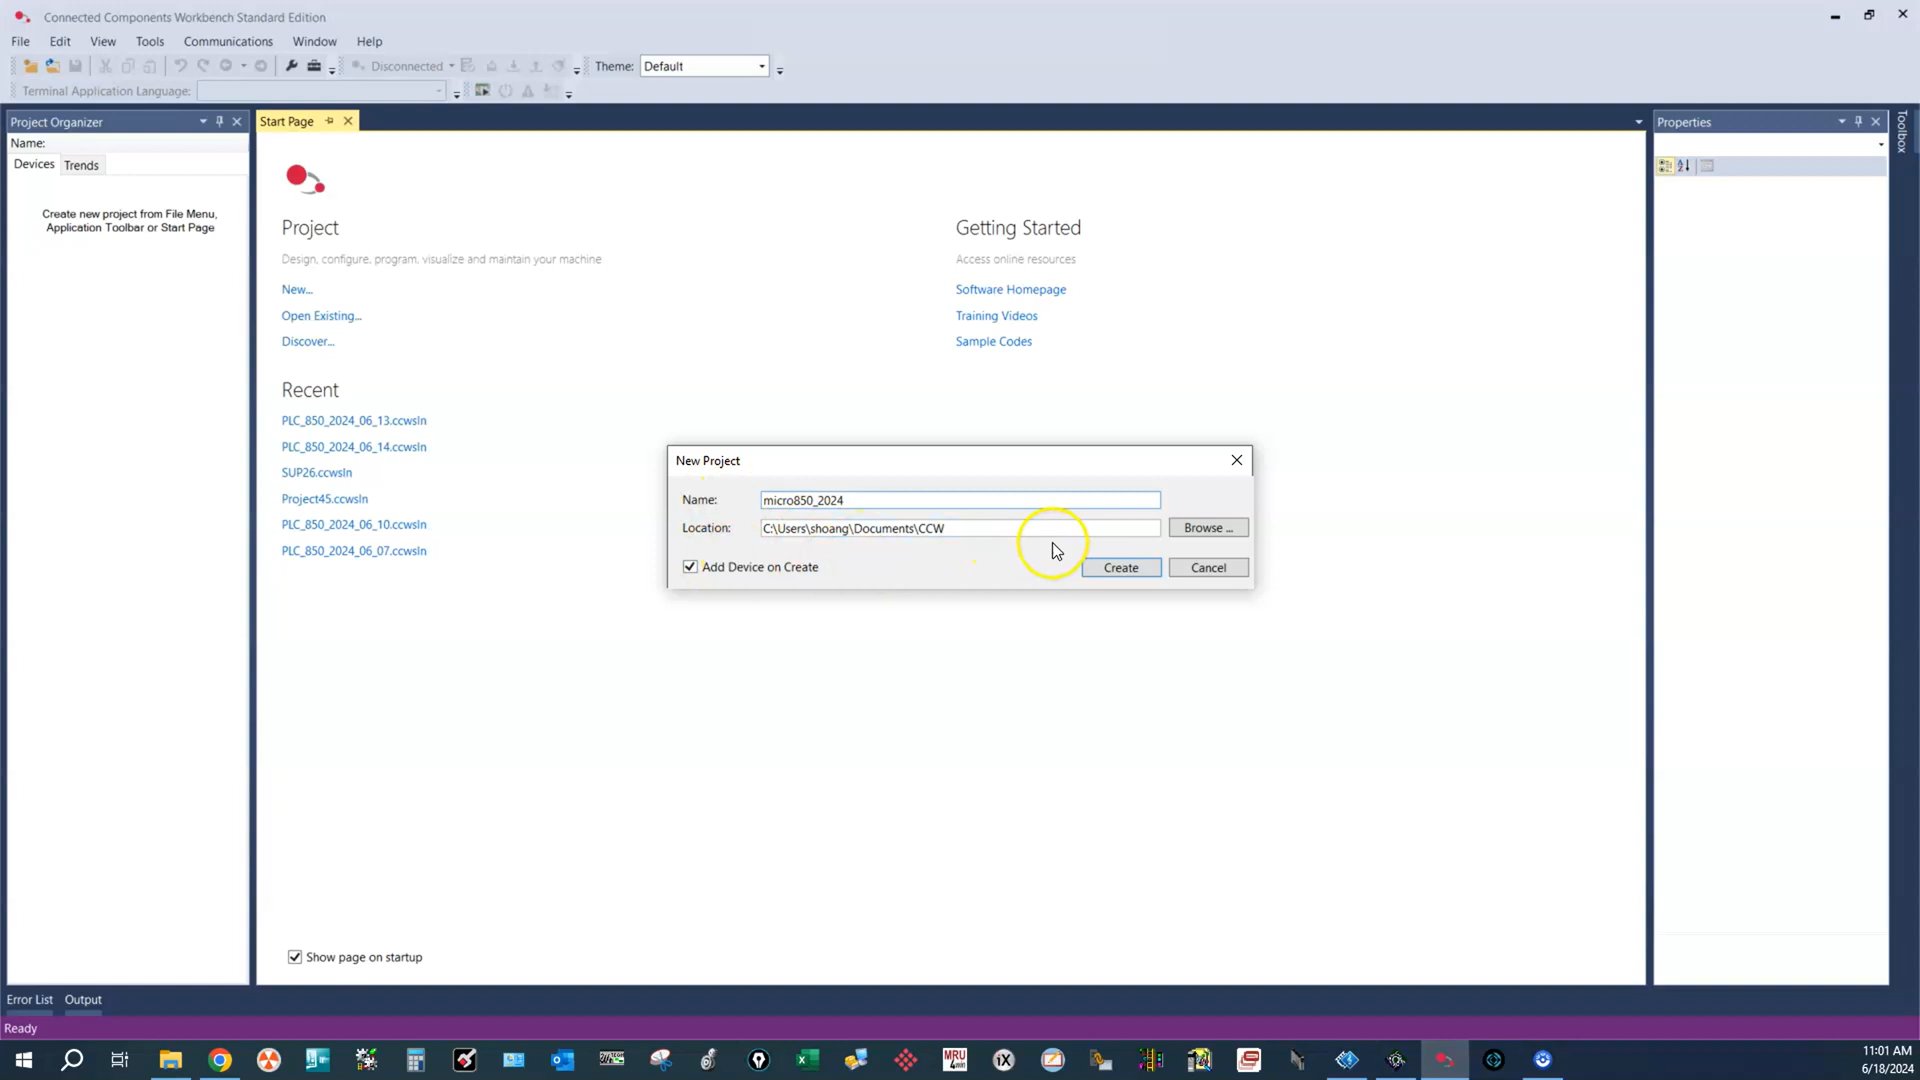 Connected Components Workbench Standard Edition
File Edit View Tools Communications Window Help
Disconnected Theme: Default
Terminal Application Language:
Project Organizer
Name:
Devices Trends
Create new project from File Menu,
Application Toolbar or Start Page
Start Page
Project
Design, configure, program, visualize and maintain your machine
New...
Open Existing...
Discover...
Recent
PLC_850_2024_06_13.ccwsln
PLC_850_2024_06_14.ccwsln
SUP26.ccwsln
Project45.ccwsln
PLC_850_2024_06_10.ccwsln
PLC_850_2024_06_07.ccwsln
Getting Started
Access online resources
Software Homepage
Training Videos
Sample Codes
New Project
Name: micro850_2024
Location: C:\Users\shoang\Documents\CCW Browse ...
Add Device on Create Create Cancel
Show page on startup
Properties
Toolbox
Error List Output
Ready
MRU
4win
iX
11:01 AM
6/18/2024